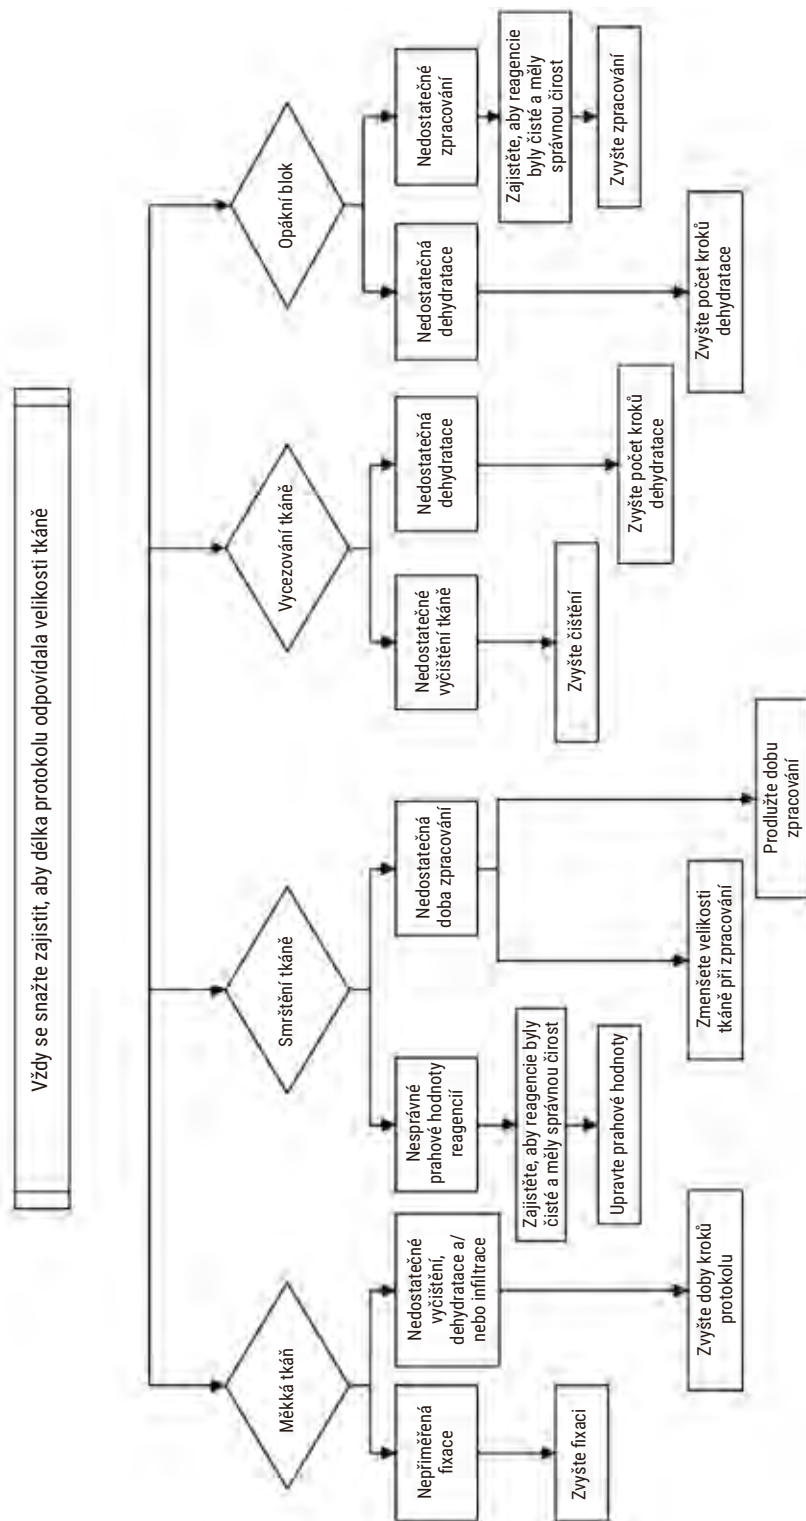 Vždy se snažte zajistit, aby délka protokolu odpovídala velikosti tkáně
Měkká tkáň
Nepřiměřená
fixace
Zvyšte fixaci
Nedostatečné
vyčištění,
dehydratace a/
nebo infiltrace
Zvyšte doby kroků
protokolu
Smrštění tkáně
Nesprávné
prahové hodnoty
reagencií
Zajistěte, aby reagencie byly
čisté a měly správnou čirost
Upravte prahové hodnoty
Nedostatečná
doba zpracování
Zmenšete velikosti
tkáně při zpracování
Prodlužte dobu
zpracování
Vycezování tkáně
Nedostatečné
vyčištění tkáně
Zvyšte čištění
Nedostatečná
dehydratace
Zvyšte počet kroků
dehydratace
Opákní blok
Nedostatečná
dehydratace
Zvyšte počet kroků
dehydratace
Nedostatečné
zpracování
Zajistěte, aby reagencie
byly čisté a měly
správnou čirost
Zvyšte zpracování